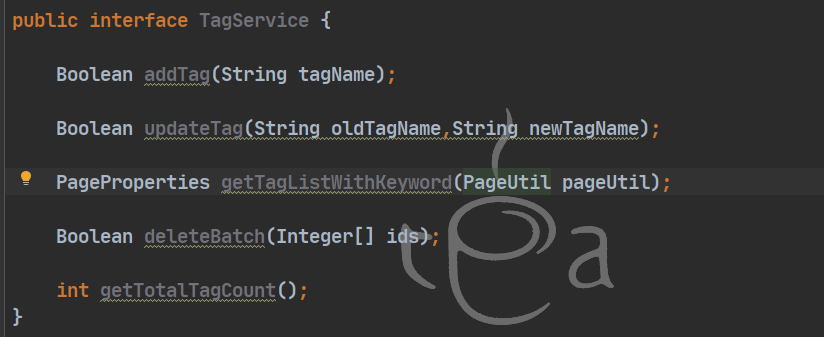 public interface TagService {
Boolean addTag(String tagName);
Boolean updateTag(String oldTagName,String newTagName);
PageProperties getTagListWithKeyword(PageUtil pageUtil);
Boolean deleteBatch(Integer[] ids);
int getTotalTagCount();
}
tea